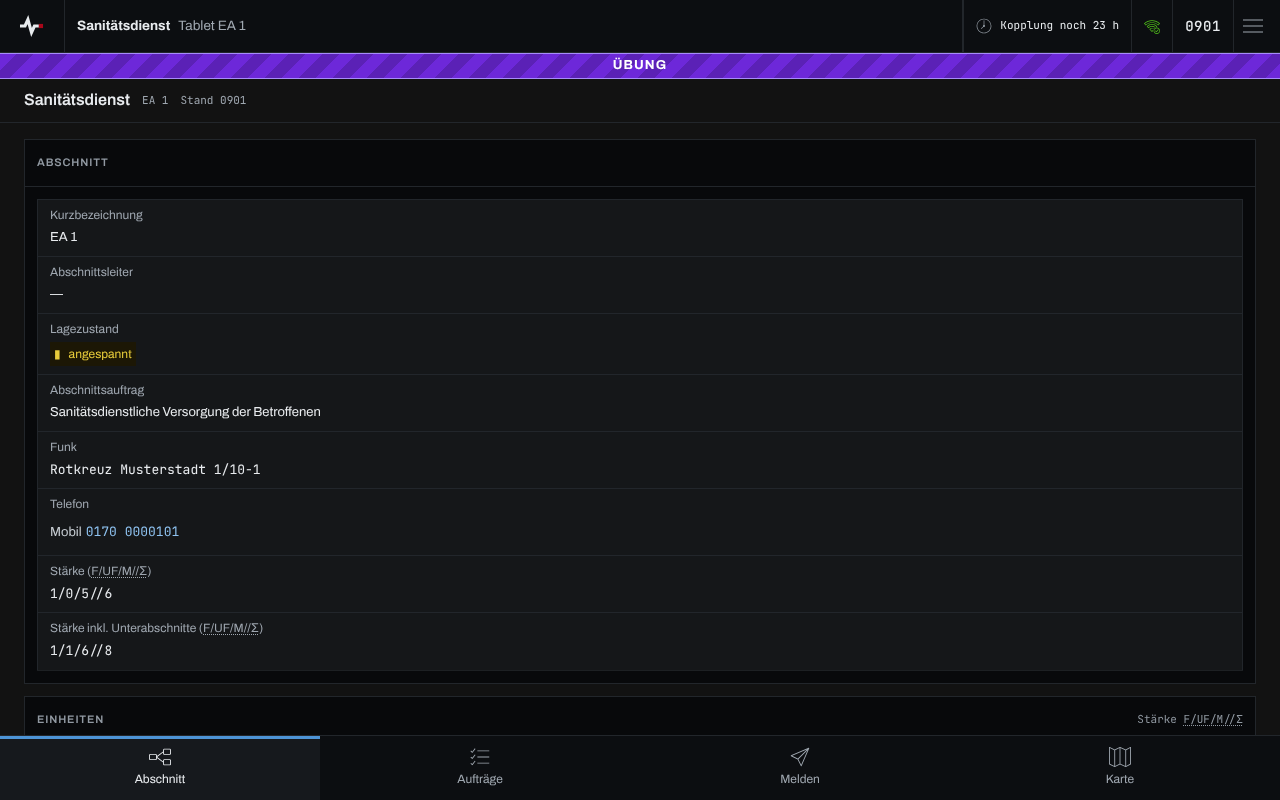 Sanitätsdienst Tablet EA 1
Kopplung noch 23 h
0901
ÜBUNG
Sanitätsdienst EA 1 Stand 0901
ABSCHNITT
Kurzbezeichnung
EA 1
Abschnittsleiter
—
Lagezustand
angespannt
Abschnittsauftrag
Sanitätsdienstliche Versorgung der Betroffenen
Funk
Rotkreuz Musterstadt 1/10-1
Telefon
Mobil 0170 0000101
Stärke (F/UF/M//Σ)
1/0/5//6
Stärke inkl. Unterabschnitte (F/UF/M//Σ)
1/1/6//8
EINHEITEN Stärke F/UF/M//Σ
Abschnitt
Aufträge
Melden
Karte